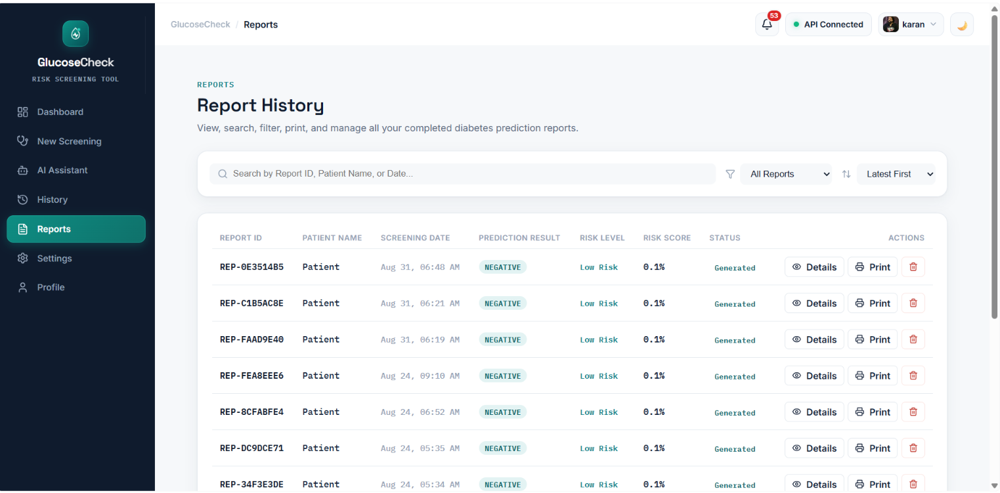 GlucoseCheck
RISK SCREENING TOOL
Dashboard
New Screening
AI Assistant
History
Reports
Settings
Profile
GlucoseCheck / Reports
53
API Connected
karan
REPORTS
Report History
View, search, filter, print, and manage all your completed diabetes prediction reports.
Search by Report ID, Patient Name, or Date... All Reports Latest First
REPORT ID PATIENT NAME SCREENING DATE PREDICTION RESULT RISK LEVEL RISK SCORE STATUS ACTIONS
REP-0E3514B5 Patient Aug 31, 06:48 AM NEGATIVE Low Risk 0.1% Generated Details Print
REP-C1B5AC8E Patient Aug 31, 06:21 AM NEGATIVE Low Risk 0.1% Generated Details Print
REP-FAAD9E40 Patient Aug 31, 06:19 AM NEGATIVE Low Risk 0.1% Generated Details Print
REP-FEA8EEE6 Patient Aug 24, 09:10 AM NEGATIVE Low Risk 0.1% Generated Details Print
REP-8CFABFE4 Patient Aug 24, 06:52 AM NEGATIVE Low Risk 0.1% Generated Details Print
REP-DC9DCE71 Patient Aug 24, 05:35 AM NEGATIVE Low Risk 0.1% Generated Details Print
REP-34F3E3DE Patient Aug 24, 05:34 AM NEGATIVE Low Risk 0.1% Generated Details Print